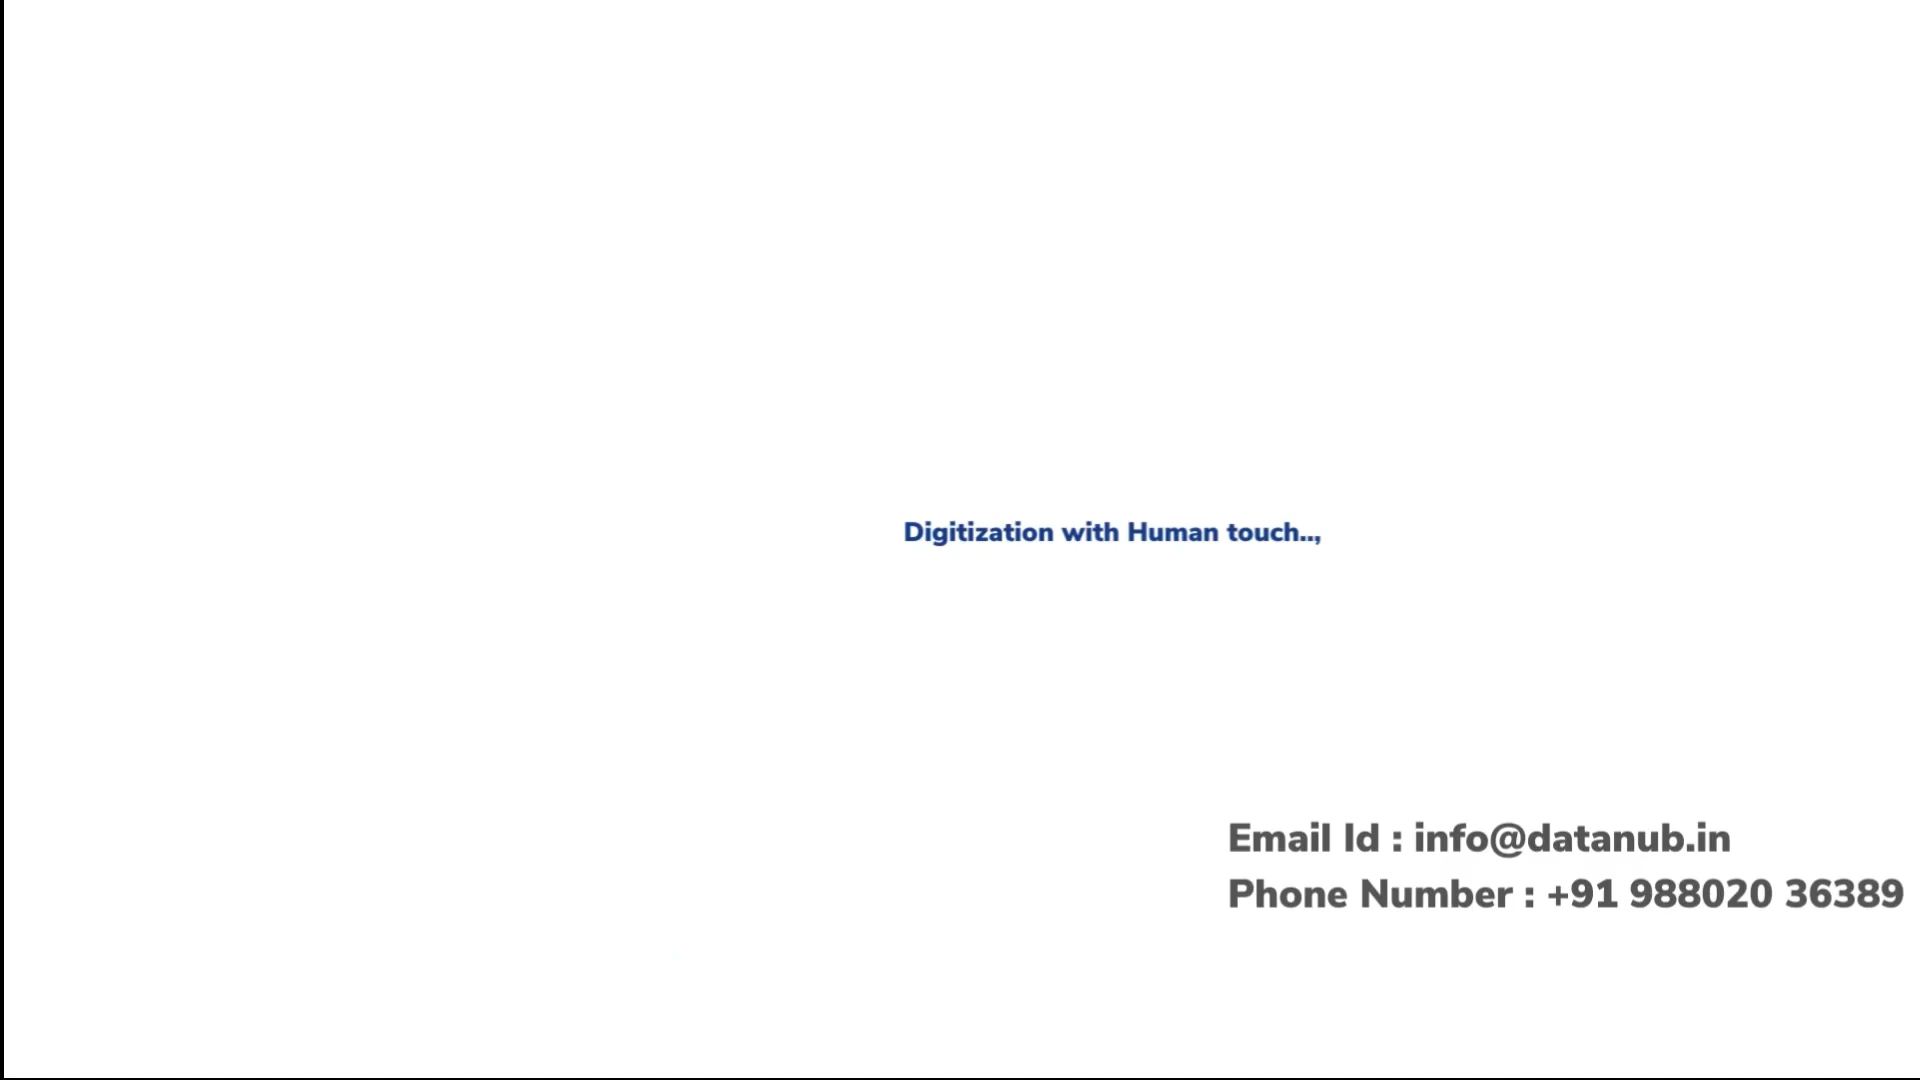 Digitization with Human touch..,
Email Id : info@datanub.in
Phone Number : +91 988020 36389